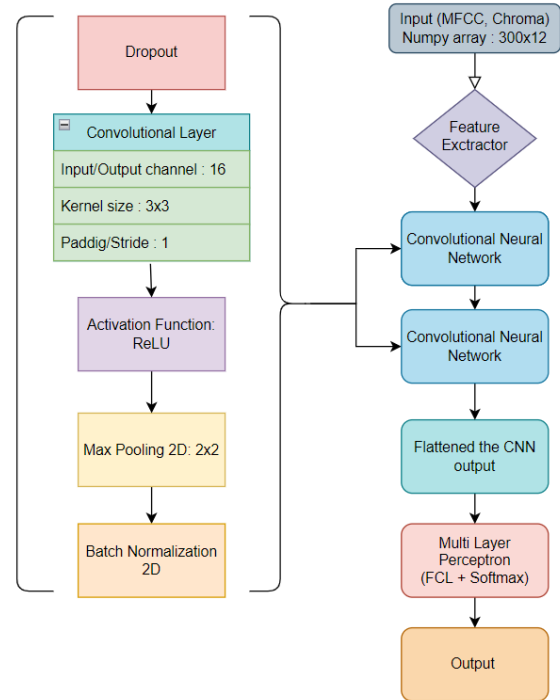 Dropout
Convolutional Layer
Input/Output channel : 16
Kernel size : 3x3
Paddig/Stride : 1
Activation Function:
ReLU
Max Pooling 2D: 2x2
Batch Normalization
2D
Input (MFCC, Chroma)
Numpy array : 300x12
Feature
Exctractor
Convolutional Neural
Network
Convolutional Neural
Network
Flattened the CNN
output
Multi Layer
Perceptron
(FCL + Softmax)
Output